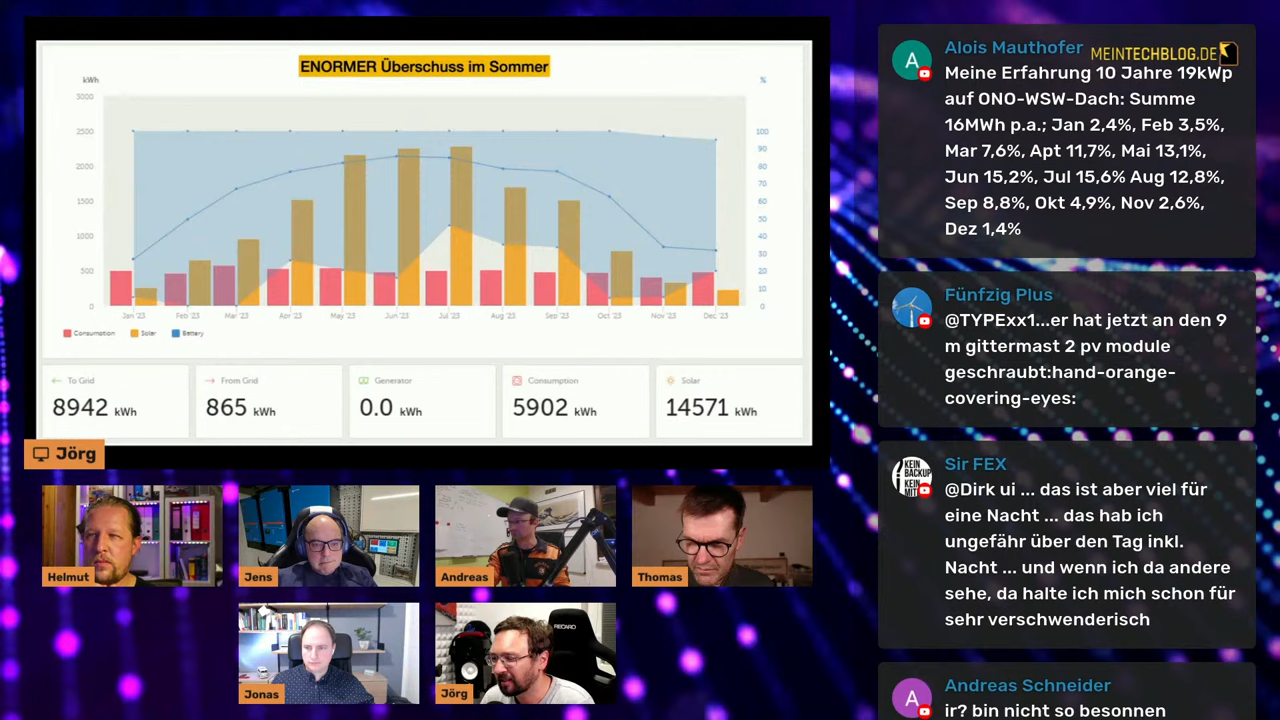 ENORMER Überschuss im Sommer
kWh
%
3000
2500
2000
1500
1000
500
0
100
90
80
70
60
50
40
30
20
10
0
Jan '23
Feb '23
Mar '23
Apr '23
May '23
Jun '23
Jul '23
Aug '23
Sep '23
Oct '23
Nov '23
Dec '23
Consumption
Solar
Battery
To Grid
8942 kWh
From Grid
865 kWh
Generator
0.0 kWh
Consumption
5902 kWh
Solar
14571 kWh
Jörg
Helmut
Jens
Andreas
Thomas
Jonas
Jörg
RECARO
MEINTECHBLOG.DE
A
Alois Mauthofer
Meine Erfahrung 10 Jahre 19kWp
auf ONO-WSW-Dach: Summe
16MWh p.a.; Jan 2,4%, Feb 3,5%,
Mar 7,6%, Apt 11,7%, Mai 13,1%,
Jun 15,2%, Jul 15,6% Aug 12,8%,
Sep 8,8%, Okt 4,9%, Nov 2,6%,
Dez 1,4%
Fünfzig Plus
@TYPExx1...er hat jetzt an den 9
m gittermast 2 pv module
geschraubt:hand-orange-
covering-eyes:
KEIN
BACKUP
KEIN
MIT
Sir FEX
@Dirk ui ... das ist aber viel für
eine Nacht ... das hab ich
ungefähr über den Tag inkl.
Nacht ... und wenn ich da andere
sehe, da halte ich mich schon für
sehr verschwenderisch
A
Andreas Schneider
ir? bin nicht so besonnen